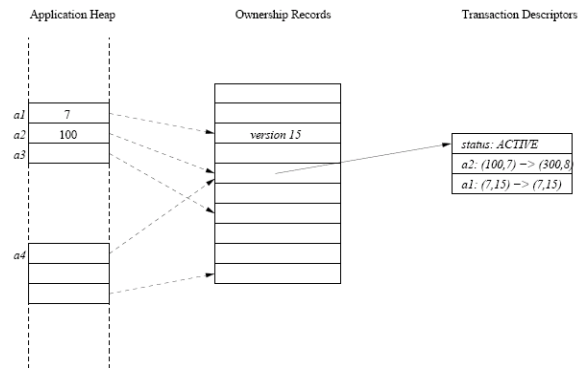 Application Heap
Ownership Records
Transaction Descriptors
a1
7
a2
100
version 15
a3
status: ACTIVE
a2: (100,7) −> (300,8)
a1: (7,15) −> (7,15)
a4